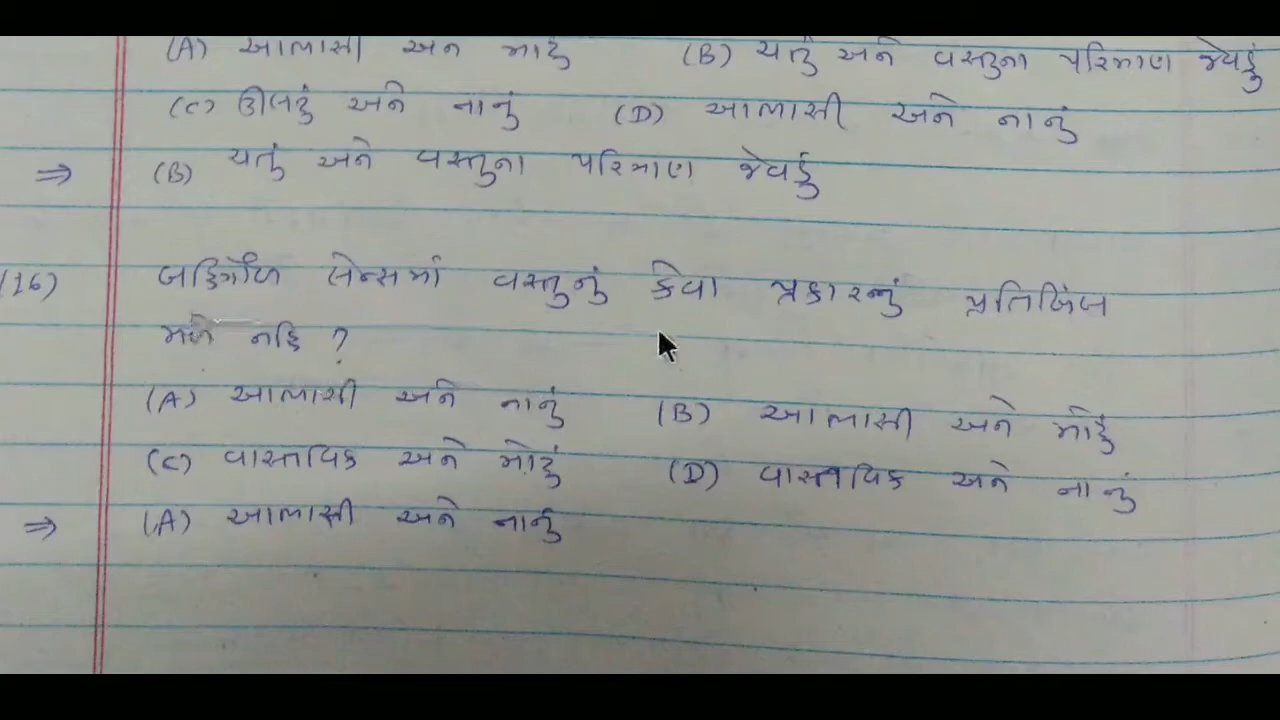 (A) આભાસી અને મોટું (B) ચતું અને વસ્તુના પરિમાણ જેવડું
(C) ઊલટું અને નાનું (D) આભાસી અને નાનું
⇒ (B) ચતું અને વસ્તુના પરિમાણ જેવડું
(16) બહિર્ગોળ લેન્સમાં વસ્તુનું કેવા પ્રકારનું પ્રતિબિંબ
મળે નહિ ?
(A) આભાસી અને નાનું (B) આભાસી અને મોટું
(C) વાસ્તવિક અને મોટું (D) વાસ્તવિક અને નાનું
⇒ (A) આભાસી અને નાનું